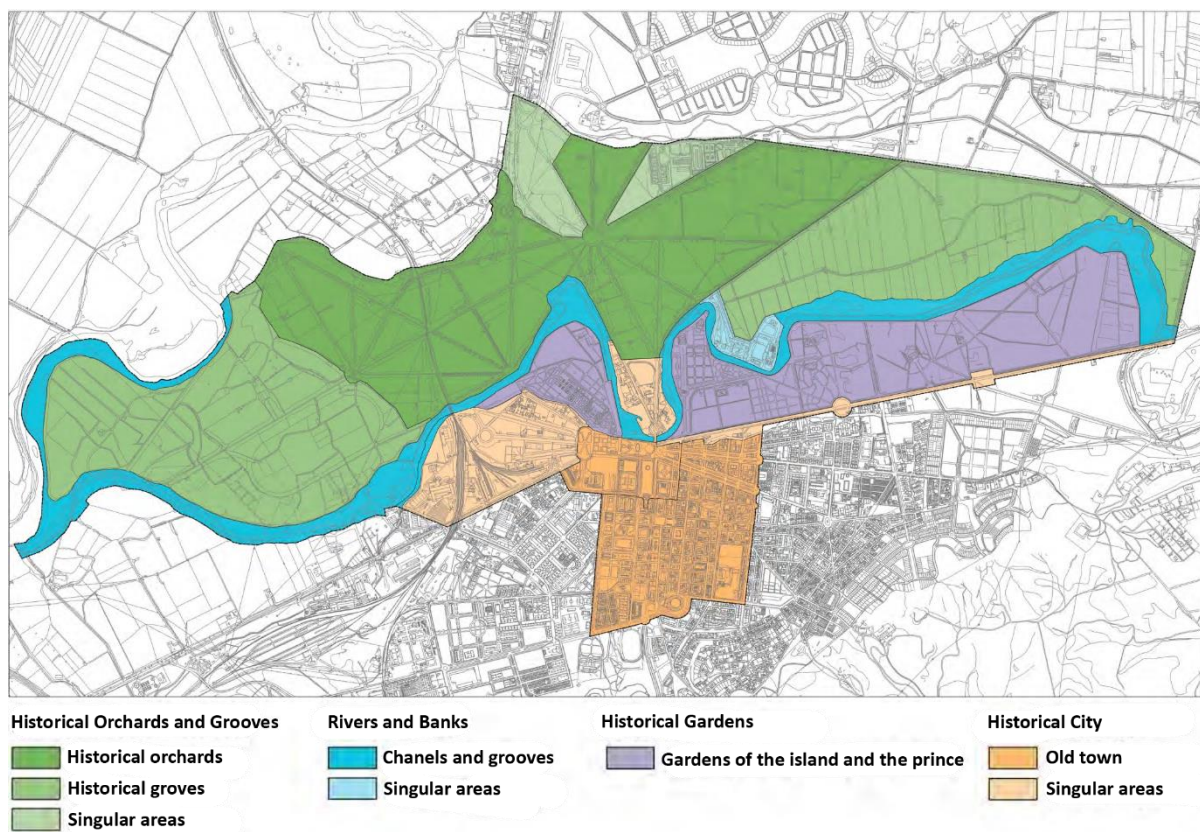 Historical Orchards and Grooves
Historical orchards
Historical groves
Singular areas
Rivers and Banks
Chanels and grooves
Singular areas
Historical Gardens
Gardens of the island and the prince
Historical City
Old town
Singular areas